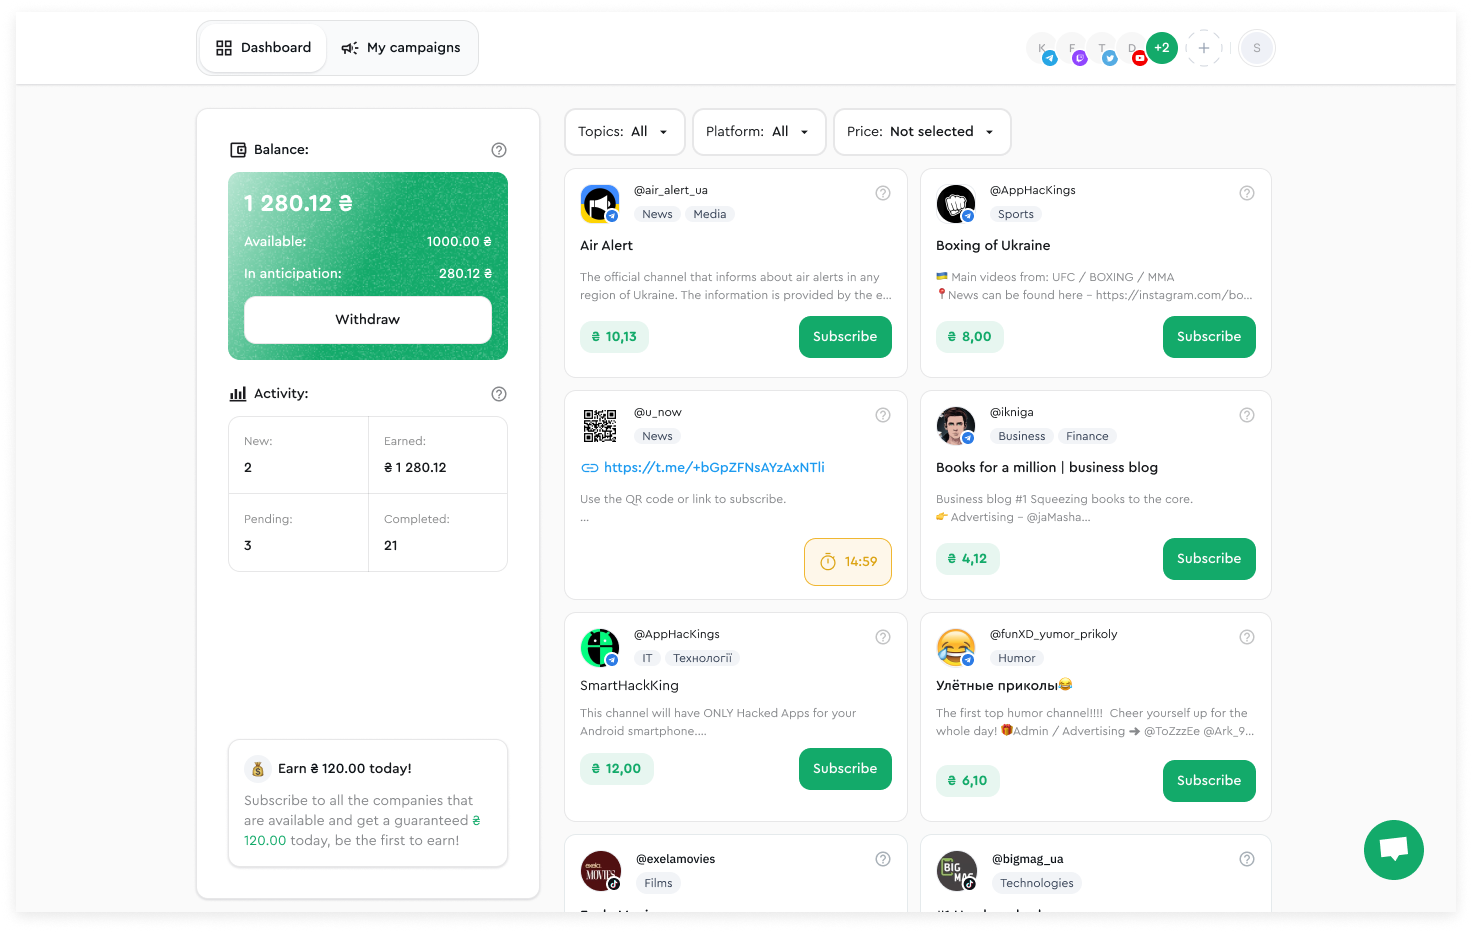 Dashboard
My campaigns
K F T D +2
S
Balance:
1 280.12 ₴
Available: 1000.00 ₴
In anticipation: 280.12 ₴
Withdraw
Activity:
New:
2
Earned:
₴ 1 280.12
Pending:
3
Completed:
21
Earn ₴ 120.00 today!
Subscribe to all the companies that
are available and get a guaranteed ₴
120.00 today, be the first to earn!
Topics: All
Platform: All
Price: Not selected
@air_alert_ua
News Media
Air Alert
The official channel that informs about air alerts in any
region of Ukraine. The information is provided by the e...
₴ 10,13
Subscribe
@AppHacKings
Sports
Boxing of Ukraine
🇺🇦 Main videos from: UFC / BOXING / MMA
📍News can be found here – https://instagram.com/bo...
₴ 8,00
Subscribe
@u_now
News
https://t.me/+bGpZFNsAYzAxNTli
Use the QR code or link to subscribe.
...
14:59
@ikniga
Business Finance
Books for a million | business blog
Business blog #1 Squeezing books to the core.
👉 Advertising – @jaMasha...
₴ 4,12
Subscribe
@AppHacKings
IT Технології
SmartHackKing
This channel will have ONLY Hacked Apps for your
Android smartphone....
₴ 12,00
Subscribe
@funXD_yumor_prikoly
Humor
Улётные приколы😂
The first top humor channel!!!! Cheer yourself up for the
whole day! 🎁Admin / Advertising ➜ @ToZzzEe @Ark_9...
₴ 6,10
Subscribe
exela
MOVIES
@exelamovies
Films
BIG
MAG
@bigmag_ua
Technologies